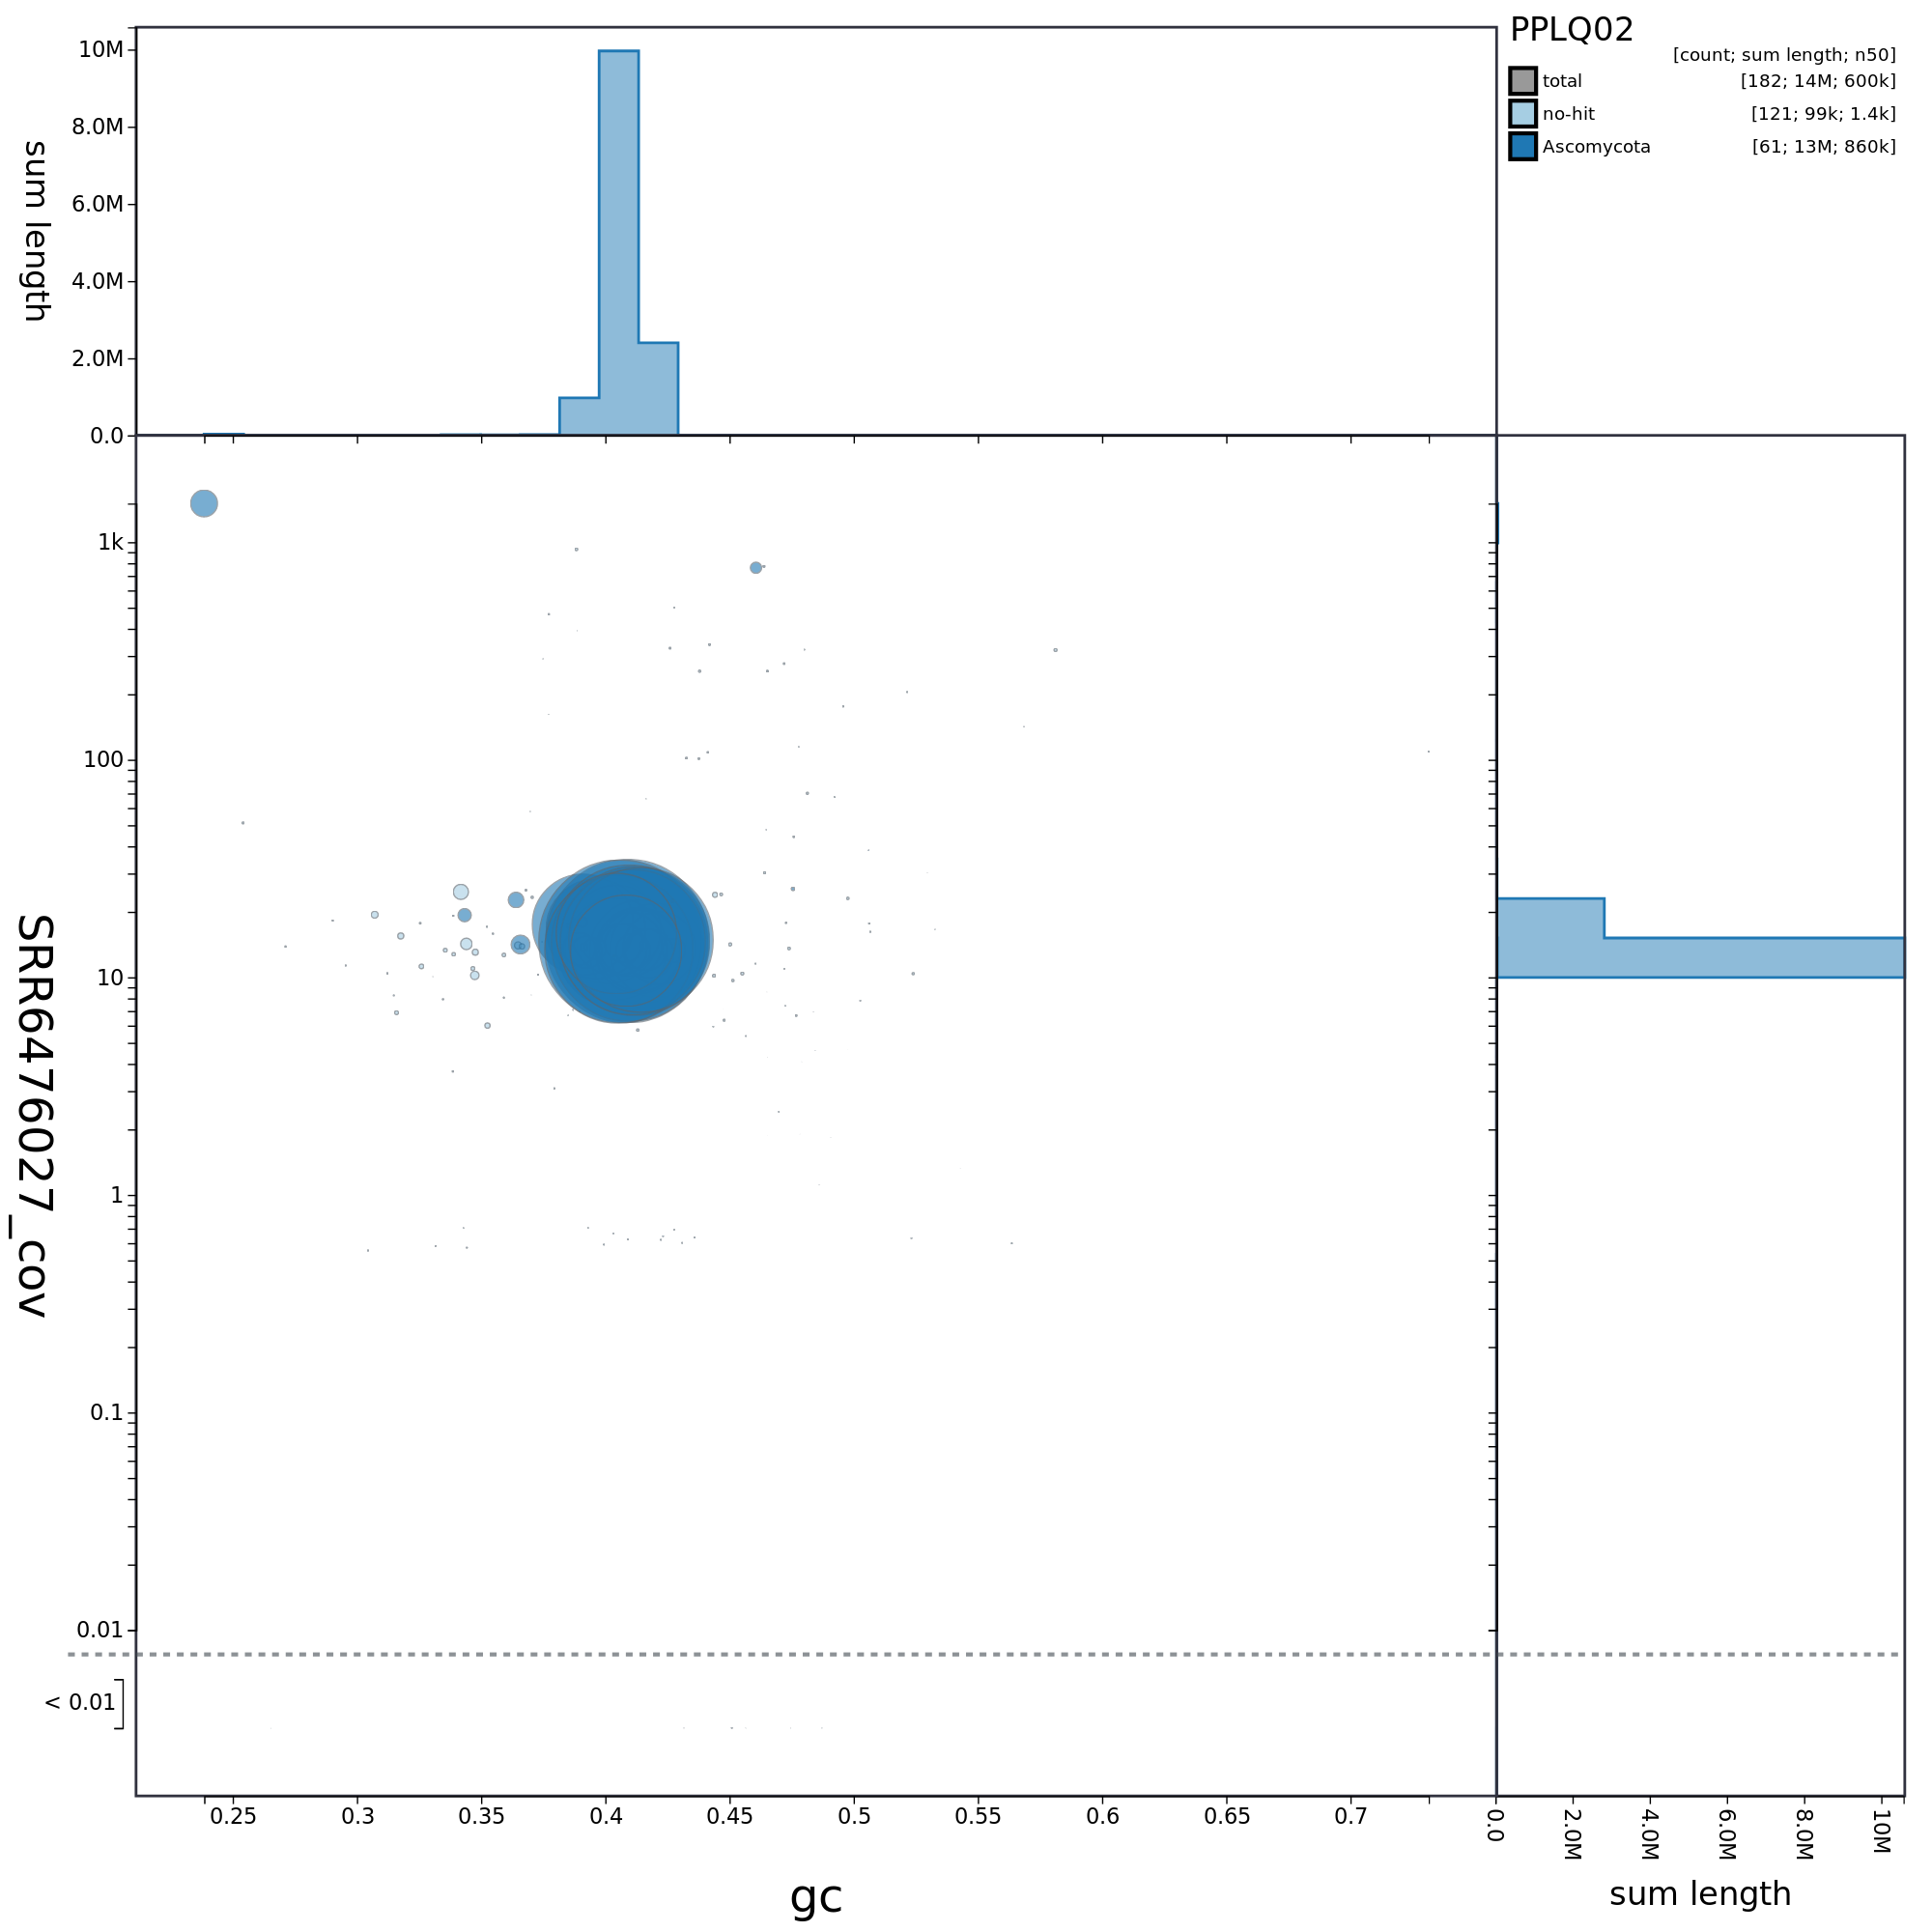 PPLQ02
[count; sum length; n50]
total [182; 14M; 600k]
no-hit [121; 99k; 1.4k]
Ascomycota [61; 13M; 860k]
sum length
10M
8.0M
6.0M
4.0M
2.0M
0.0
SRR6476027_cov
1k
100
10
1
0.1
0.01
< 0.01
0.25 0.3 0.35 0.4 0.45 0.5 0.55 0.6 0.65 0.7
gc
0.0 2.0M 4.0M 6.0M 8.0M 10M
sum length